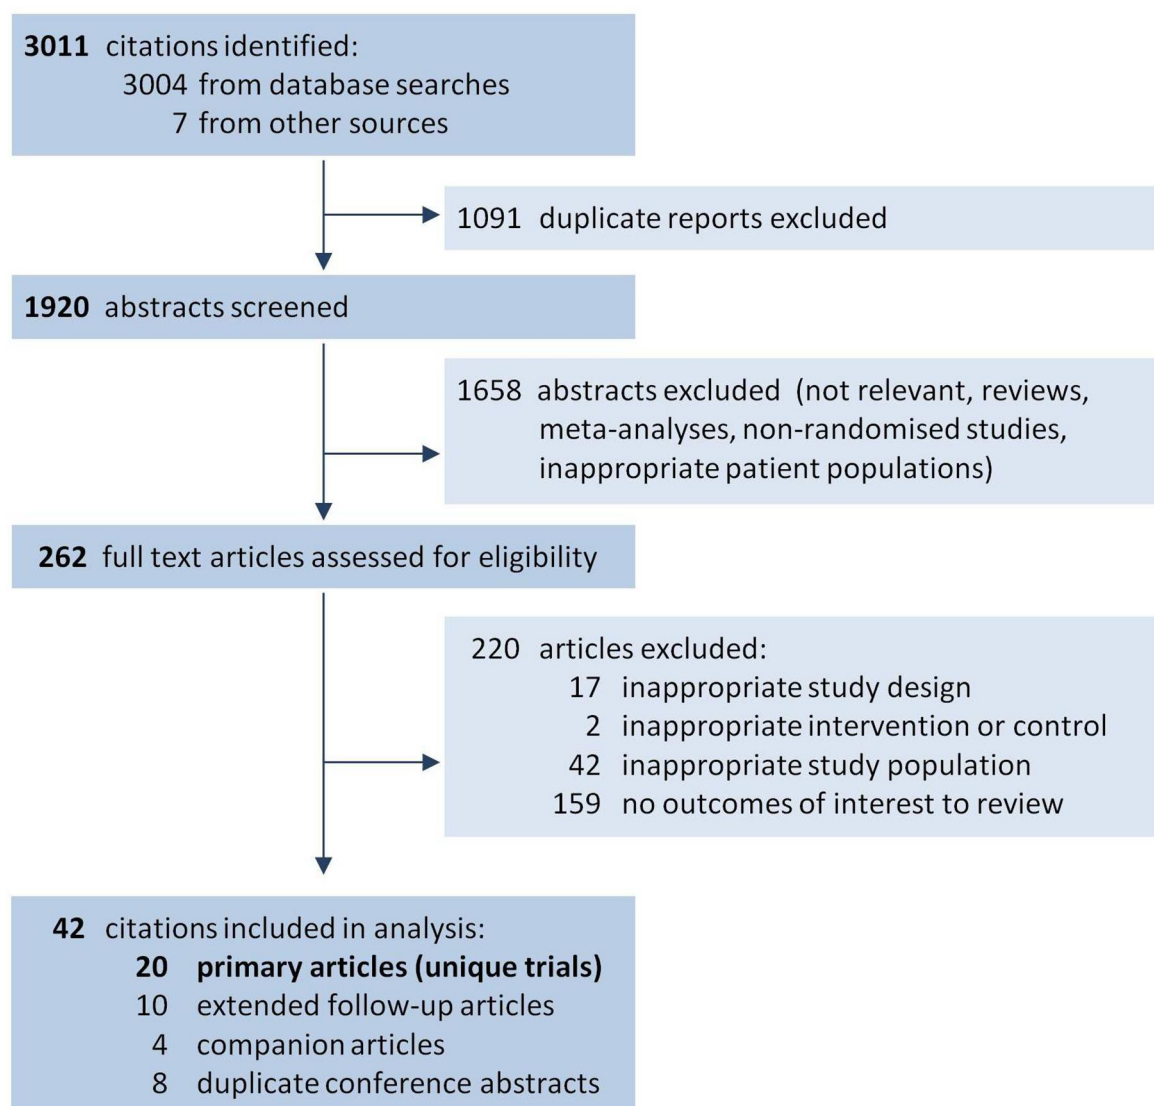 3011 citations identified:
3004 from database searches
7 from other sources
1091 duplicate reports excluded
1920 abstracts screened
1658 abstracts excluded (not relevant, reviews,
meta-analyses, non-randomised studies,
inappropriate patient populations)
262 full text articles assessed for eligibility
220 articles excluded:
17 inappropriate study design
2 inappropriate intervention or control
42 inappropriate study population
159 no outcomes of interest to review
42 citations included in analysis:
20 primary articles (unique trials)
10 extended follow-up articles
4 companion articles
8 duplicate conference abstracts